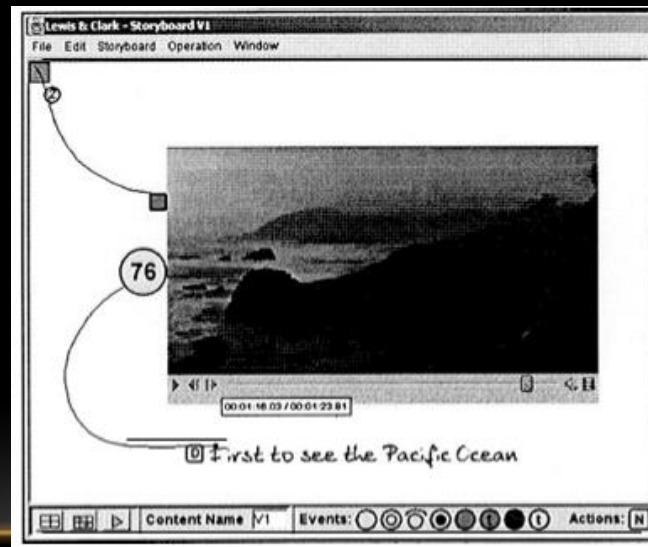 Lewis & Clark - Storyboard V1
File Edit Storyboard Operation Window
2
76
00:01:16.03 / 00:01:23.81
D First to see the Pacific Ocean
Content Name V1 Events: t t Actions: N